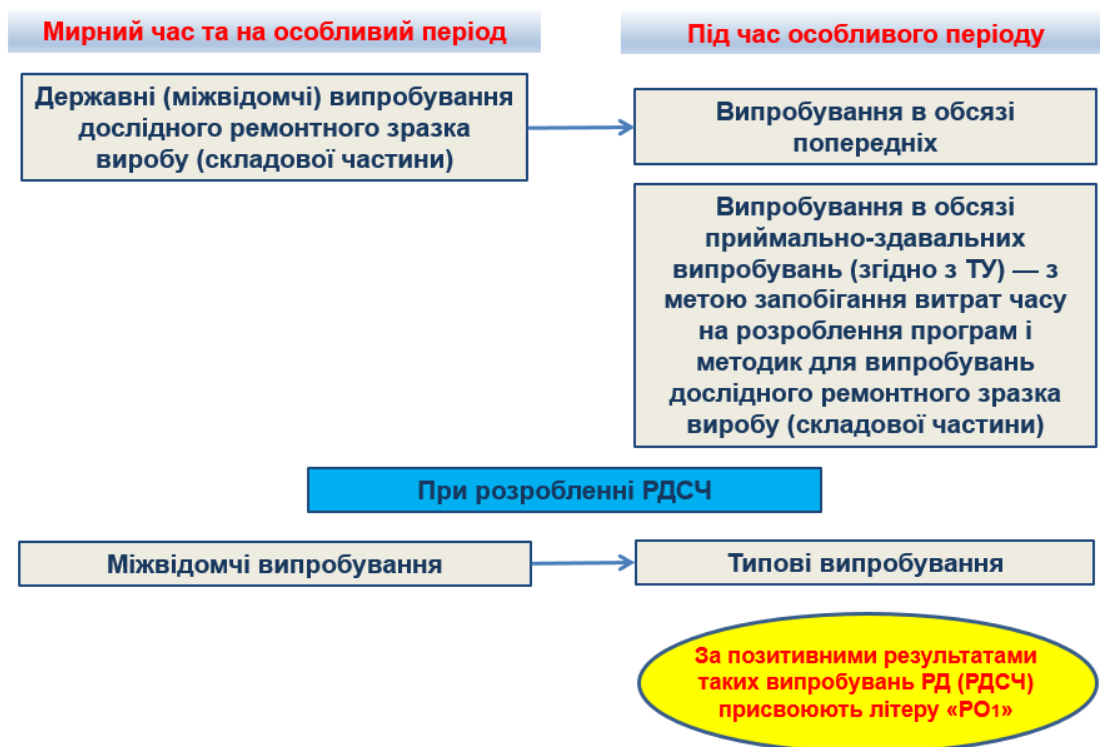 Мирний час та на особливий період
Під час особливого періоду
Державні (міжвідомчі) випробування
дослідного ремонтного зразка
виробу (складової частини)
Випробування в обсязі
попередніх
Випробування в обсязі
приймально-здавальних
випробувань (згідно з ТУ) — з
метою запобігання витрат часу
на розроблення програм і
методик для випробувань
дослідного ремонтного зразка
виробу (складової частини)
При розробленні РДСЧ
Міжвідомчі випробування
Типові випробування
За позитивними результатами
таких випробувань РД (РДСЧ)
присвоюють літеру «РО₁»